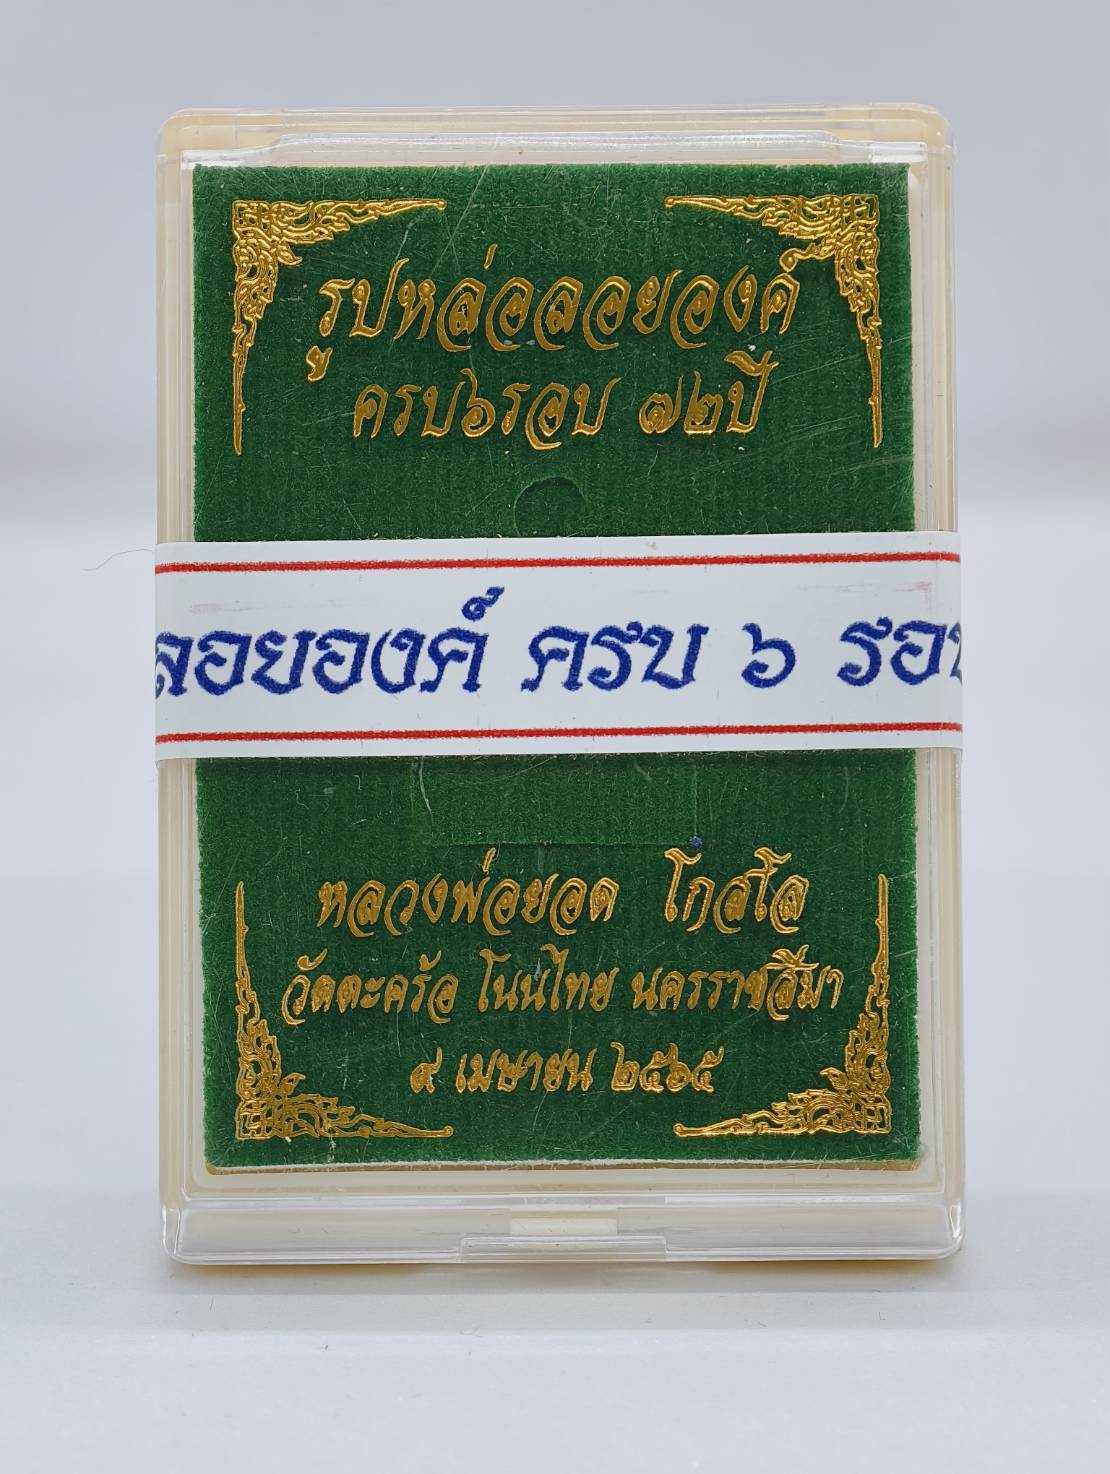 รูปหล่อลอยองค์
ครบ๖รอบ ๗๒ปี
ลอยองค์ ครบ ๖ รอบ
หลวงพ่อยอด โกสโล
วัดตะคร้อ โนนไทย นครราชสีมา
๙ เมษายน ๒๕๖๕